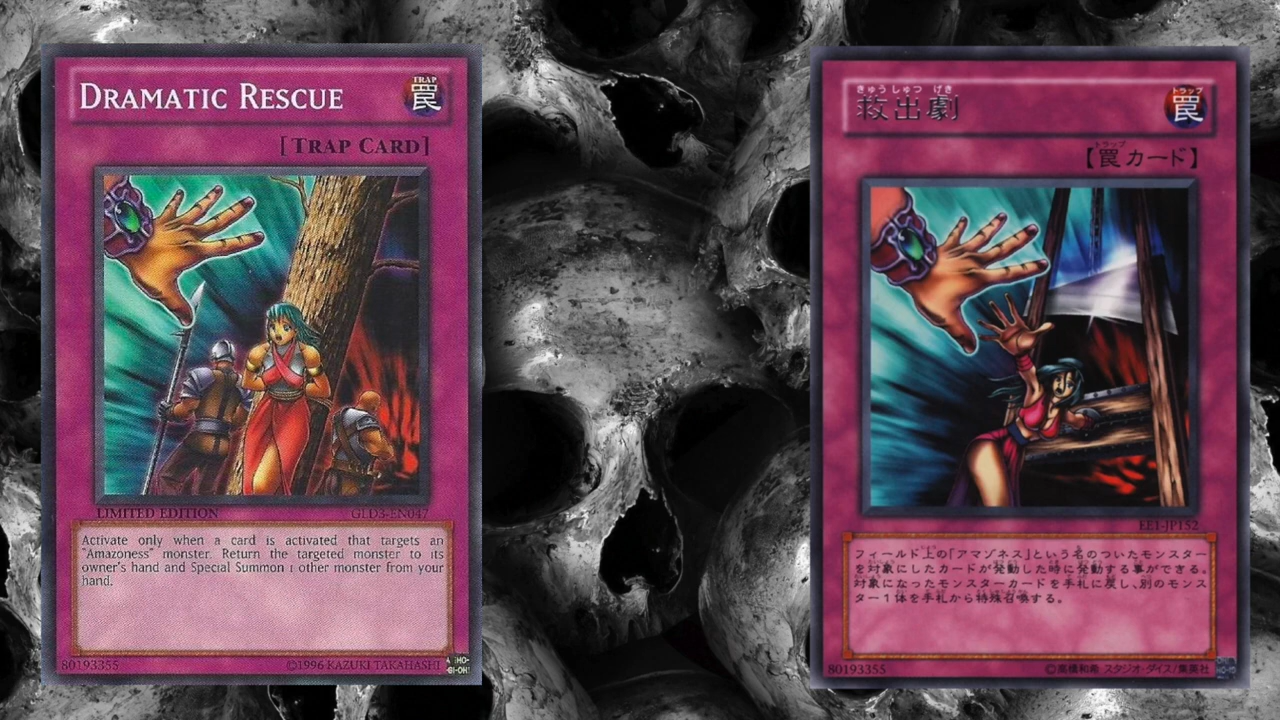 DRAMATIC RESCUE
TRAP
罠
[TRAP CARD]
LIMITED EDITION
GLD3-EN047
Activate only when a card is activated that targets an
"Amazoness" monster. Return the targeted monster to its
owner's hand and Special Summon 1 other monster from your
hand.
80193355
©1996 KAZUKI TAKAHASHI
きゅうしゅつげき
救出劇
トラップ
罠
トラップ
【罠カード】
EE1-JP152
フィールド上の「アマゾネス」という名のついたモンスター
を対象にしたカードが発動した時に発動する事ができる。
対象になったモンスターカードを手札に戻し、別のモンス
ター1体を手札から特殊召喚する。
80193355
©高橋和希 スタジオ・ダイス/集英社